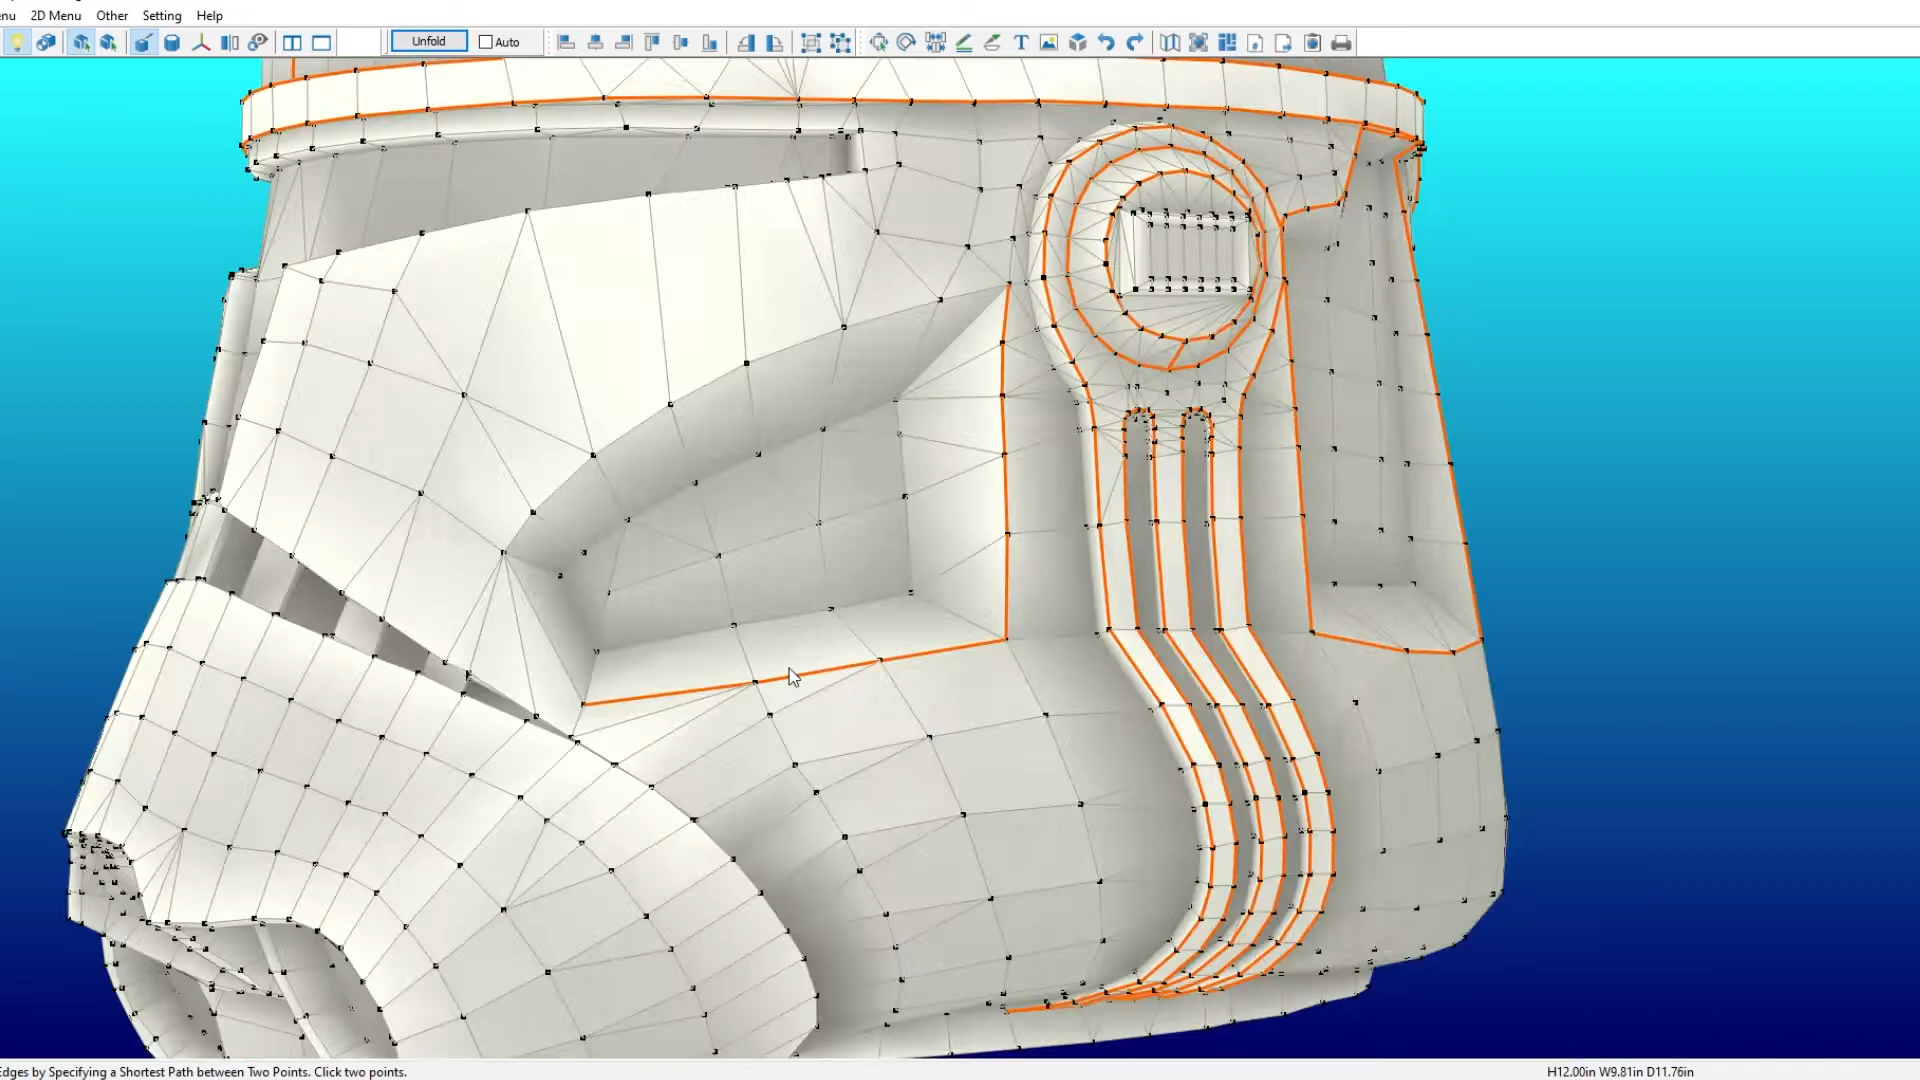 enu 2D Menu Other Setting Help
Unfold Auto
Edges by Specifying a Shortest Path between Two Points. Click two points. H12.00in W9.81in D11.76in